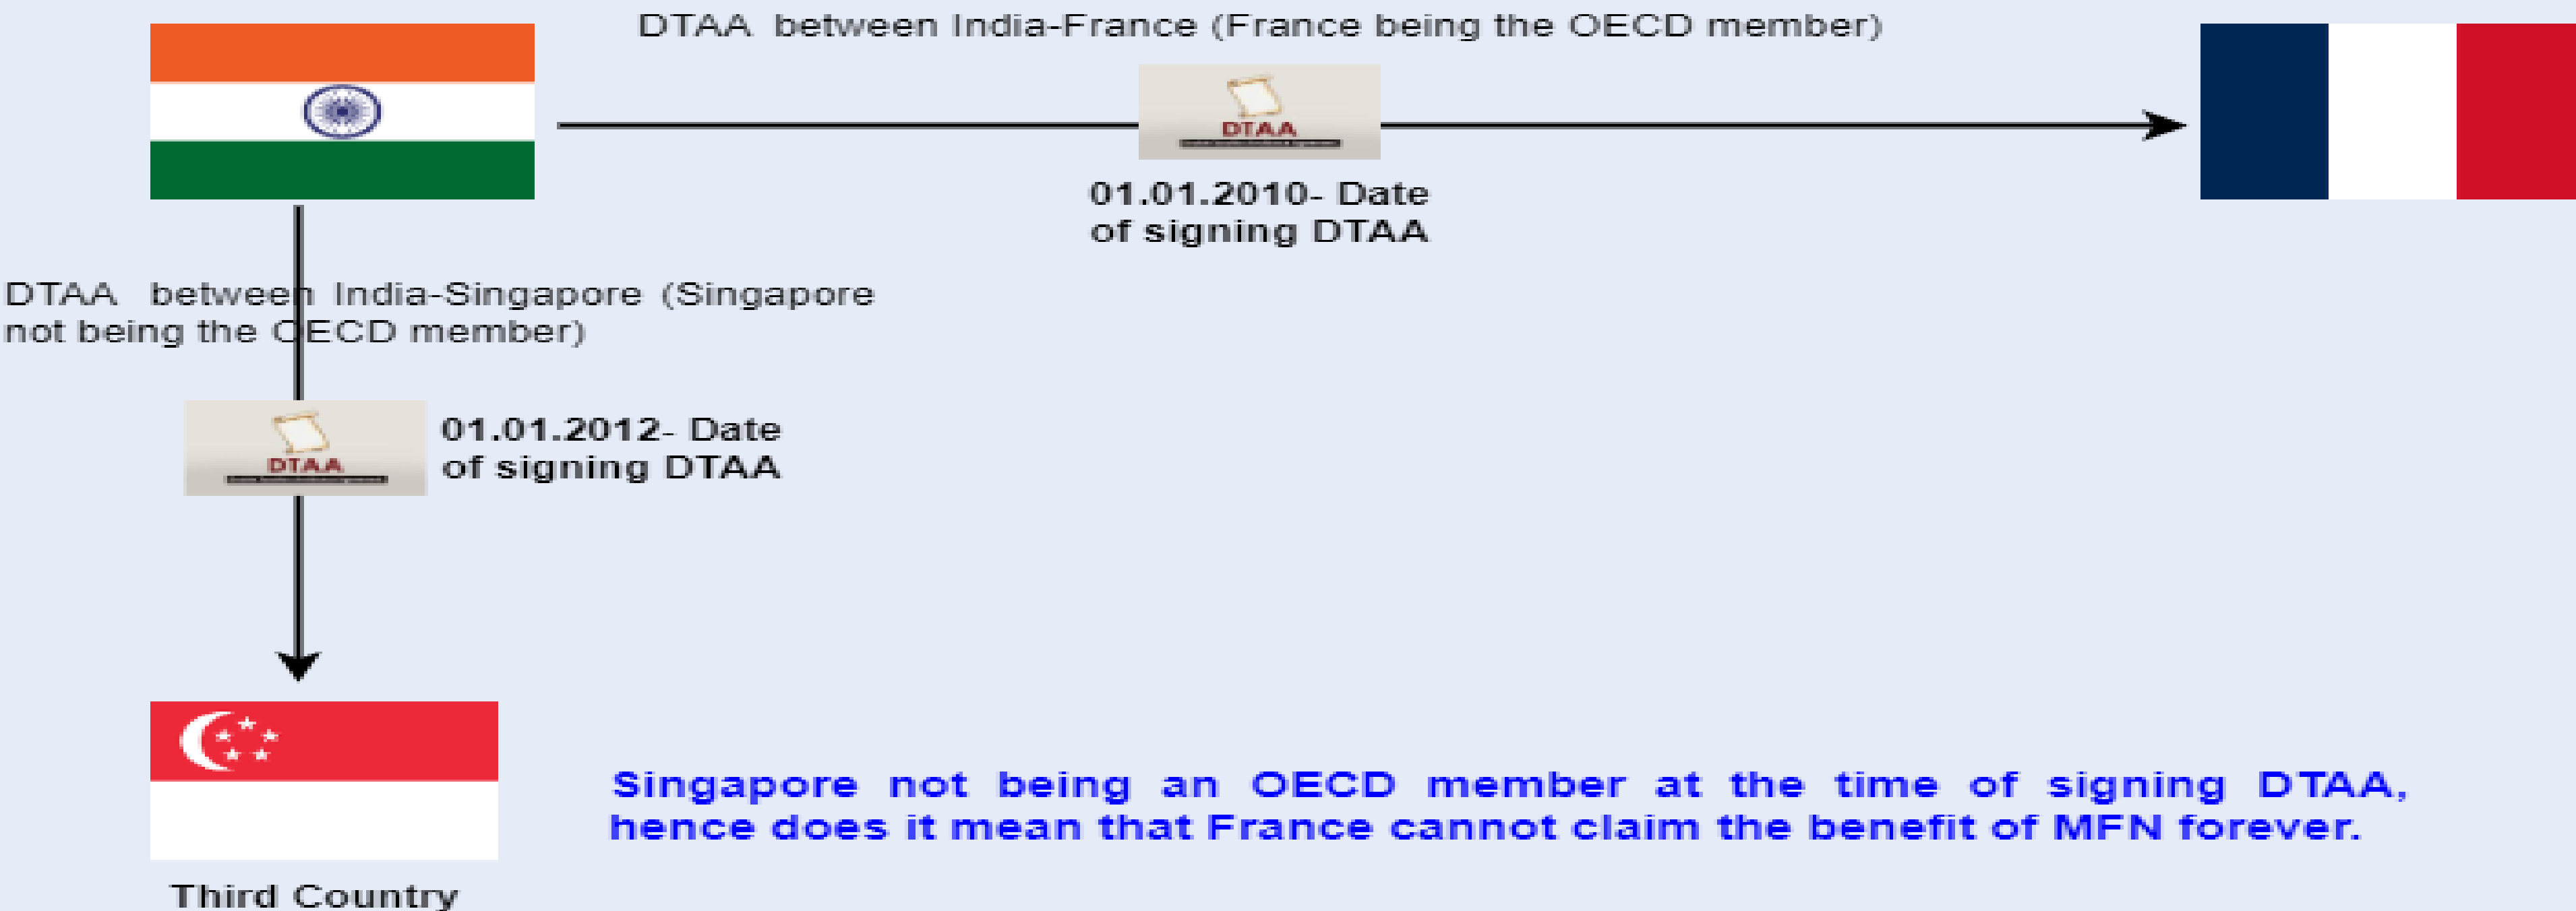 DTAA between India-France (France being the OECD member)
DTAA
01.01.2010- Date
of signing DTAA
DTAA between India-Singapore (Singapore
not being the OECD member)
DTAA
01.01.2012- Date
of signing DTAA
Singapore not being an OECD member at the time of signing DTAA,
hence does it mean that France cannot claim the benefit of MFN forever.
Third Country